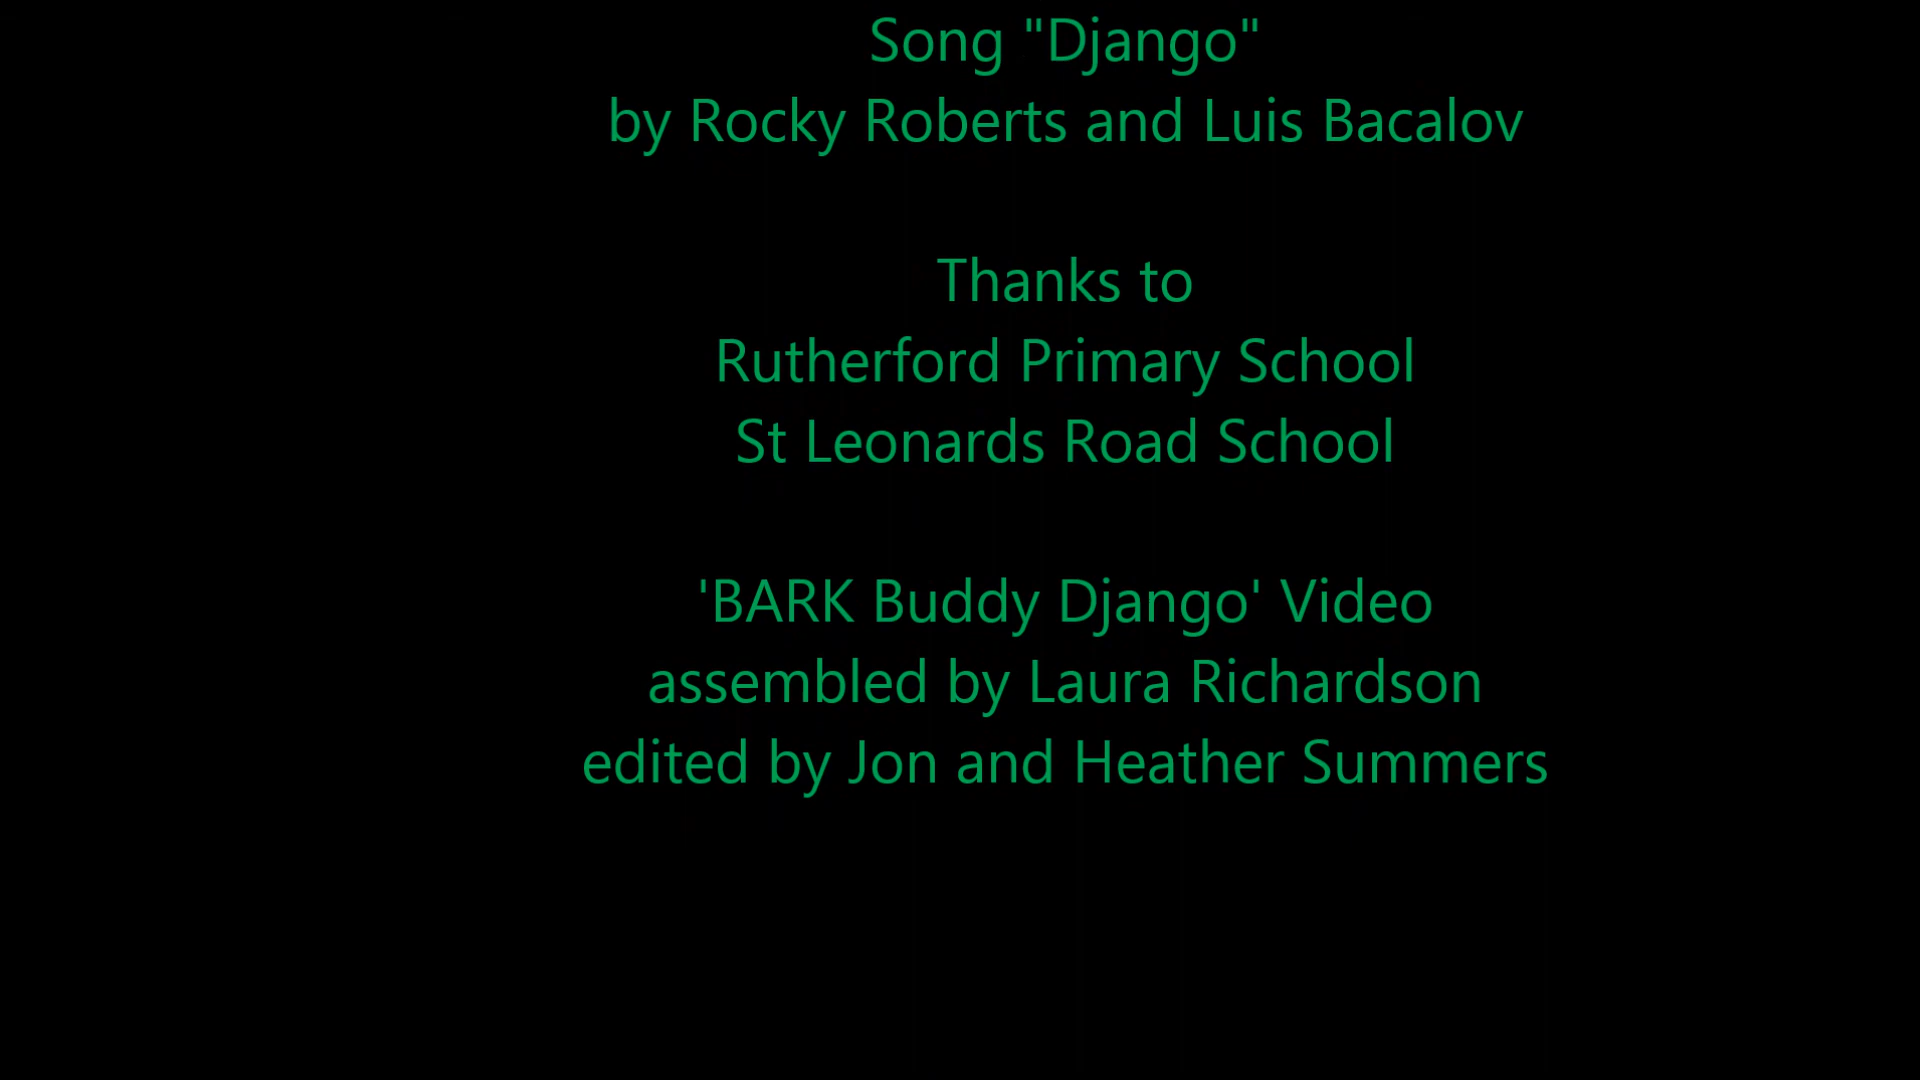 Song "Django"
by Rocky Roberts and Luis Bacalov
Thanks to
Rutherford Primary School
St Leonards Road School
'BARK Buddy Django' Video
assembled by Laura Richardson
edited by Jon and Heather Summers